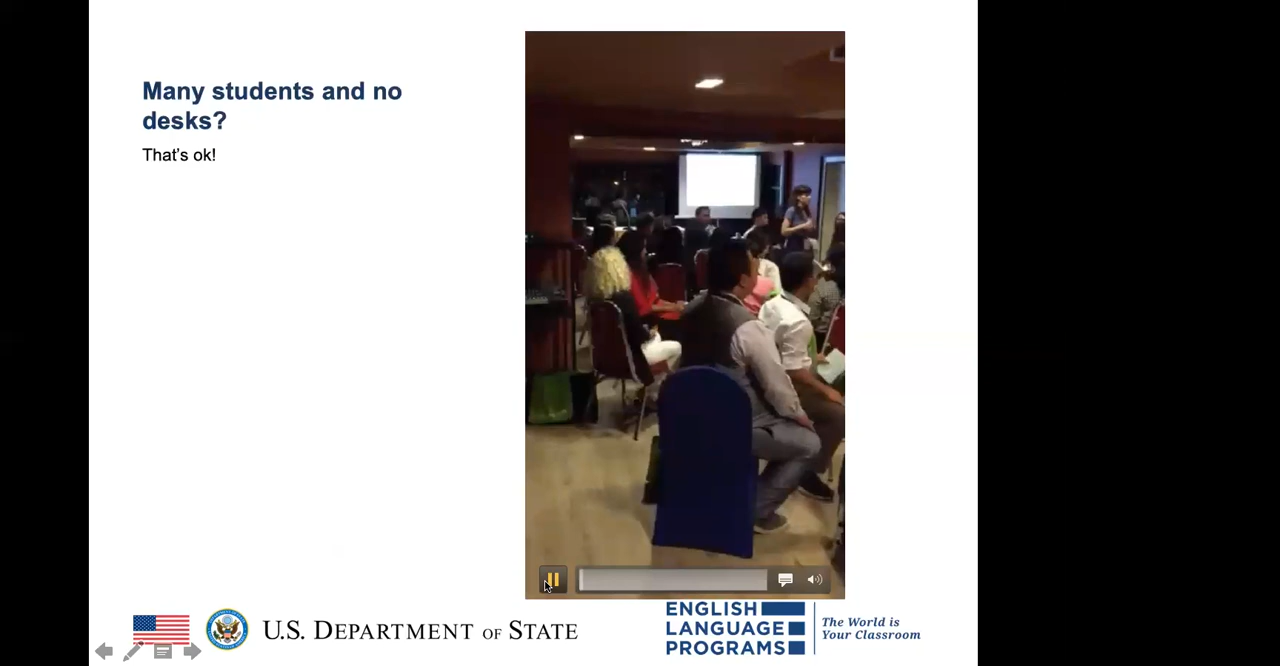 Many students and no
desks?
That's ok!
U.S. DEPARTMENT OF STATE
ENGLISH
LANGUAGE
PROGRAMS
The World is
Your Classroom